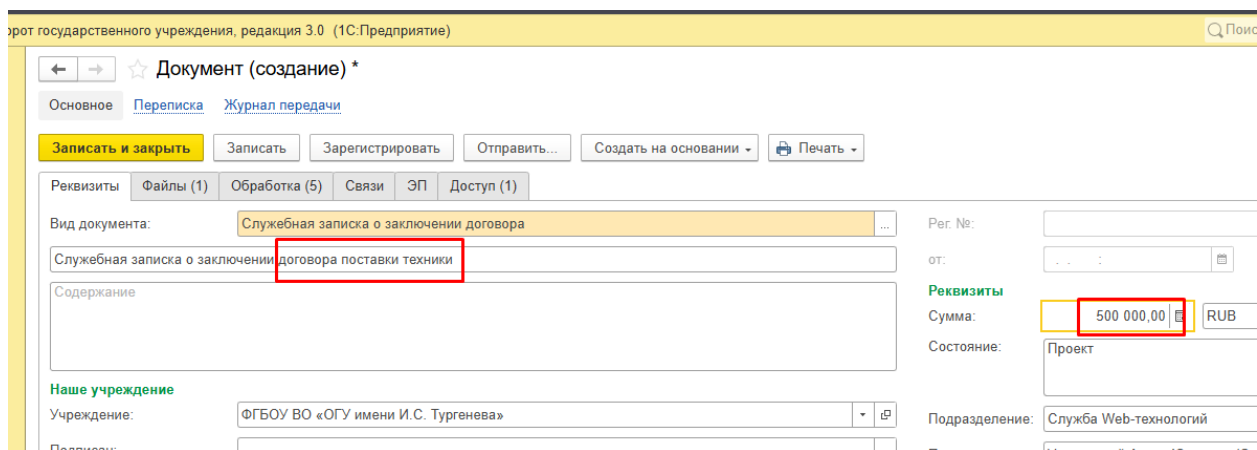 орот государственного учреждения, редакция 3.0 (1С:Предприятие)
Документ (создание) *
Основное Переписка Журнал передачи
Записать и закрыть Записать Зарегистрировать Отправить... Создать на основании Печать
Реквизиты Файлы (1) Обработка (5) Связи ЭП Доступ (1)
Вид документа: Служебная записка о заключении договора ... Рег. №:
Служебная записка о заключении договора поставки техники от: . . :
Содержание Реквизиты
Сумма: 500 000,00 RUB
Состояние: Проект
Наше учреждение
Учреждение: ФГБОУ ВО «ОГУ имени И.С. Тургенева» Подразделение: Служба Web-технологий